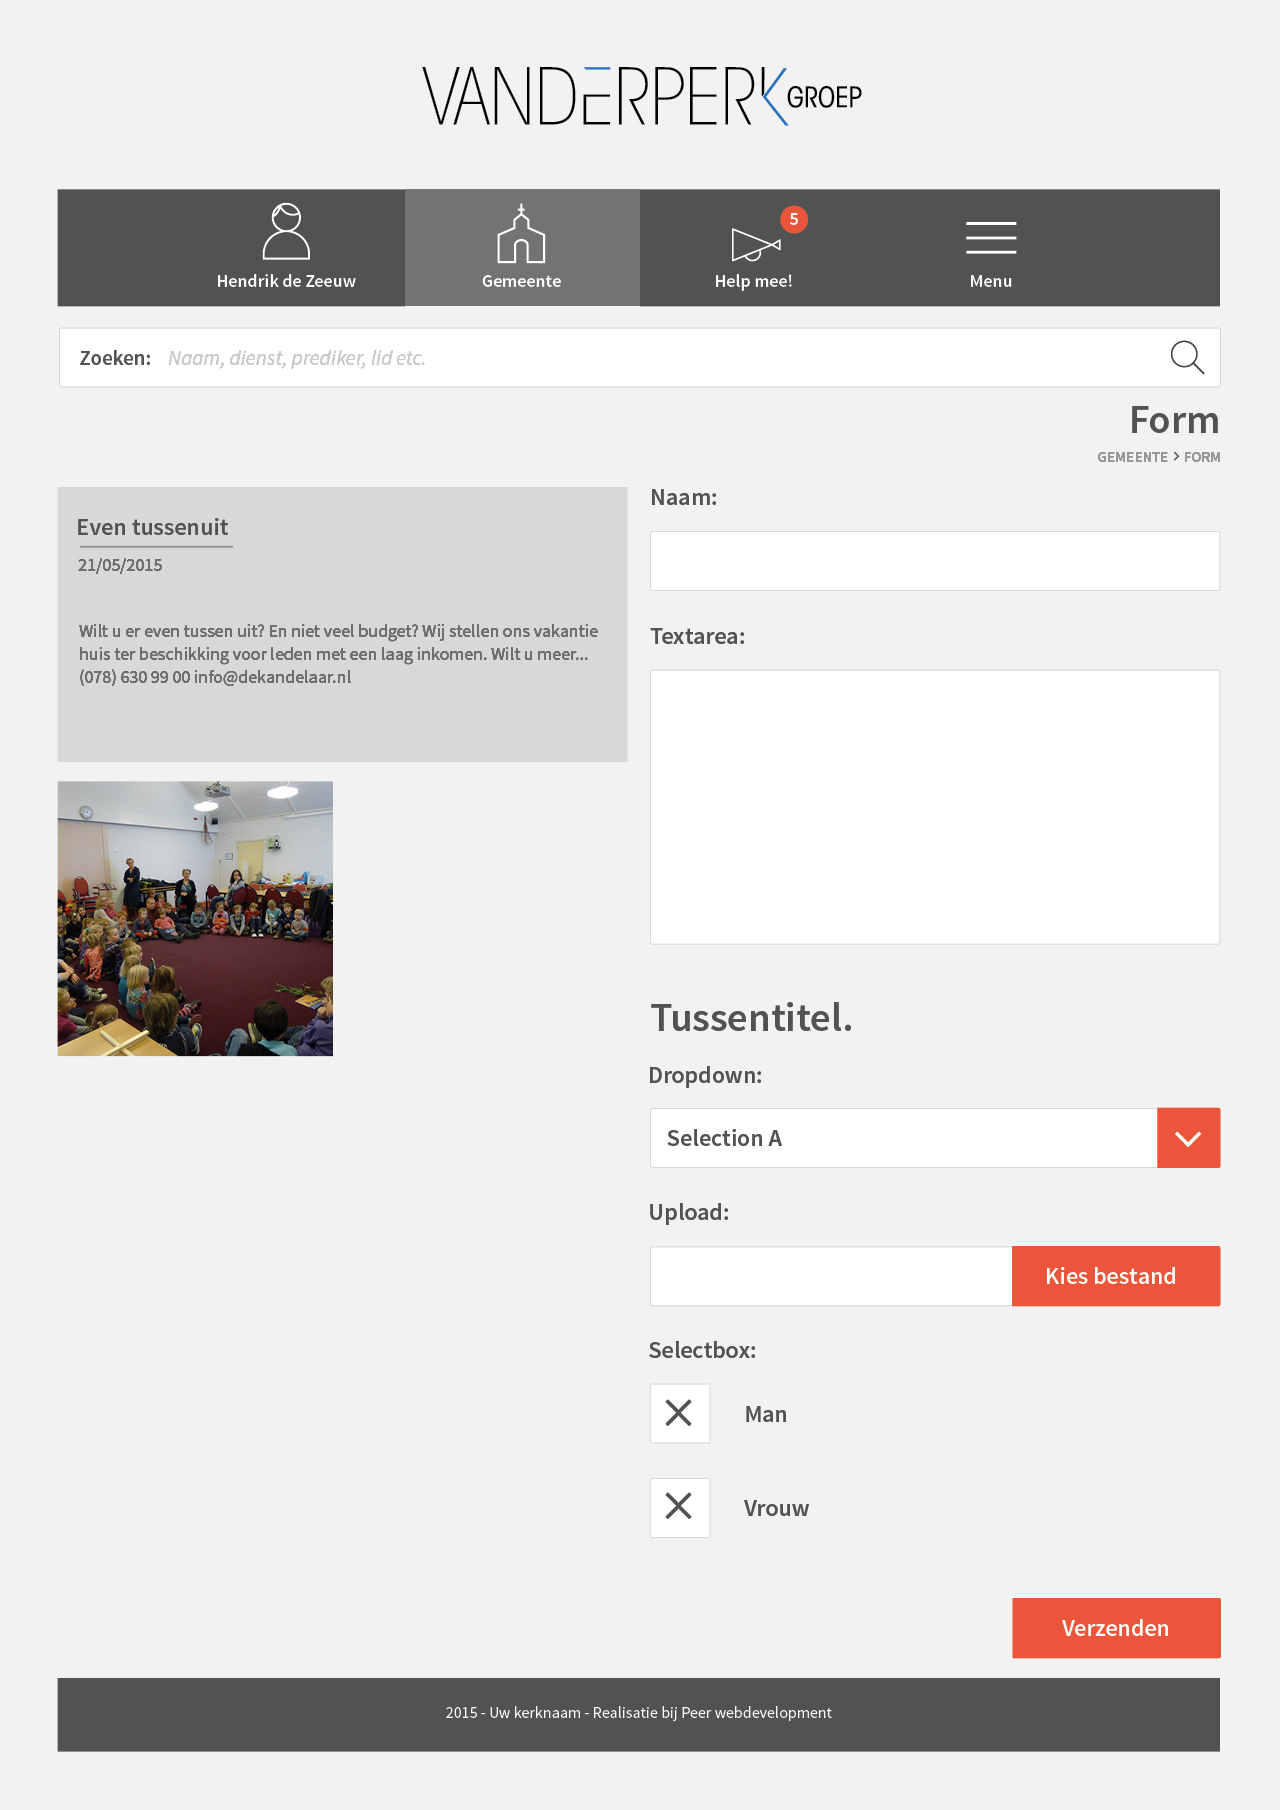 VANDERPERK GROEP
5
Hendrik de Zeeuw
Gemeente
Help mee!
Menu
Zoeken: Naam, dienst, prediker, lid etc.
Form
GEMEENTE > FORM
Even tussenuit
21/05/2015
Wilt u er even tussen uit? En niet veel budget? Wij stellen ons vakantie
huis ter beschikking voor leden met een laag inkomen. Wilt u meer...
(078) 630 99 00 info@dekandelaar.nl
Naam:
Textarea:
Tussentitel.
Dropdown:
Selection A
Upload:
Kies bestand
Selectbox:
Man
Vrouw
Verzenden
2015 - Uw kerknaam - Realisatie bij Peer webdevelopment